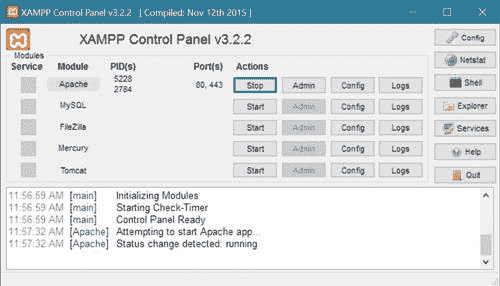 XAMPP Control Panel v3.2.2 [ Compiled: Nov 12th 2015 ]
XAMPP Control Panel v3.2.2
Config
Modules
Service Module PID(s) Port(s) Actions
Netstat
Apache 5228 2784 80, 443 Stop Admin Config Logs
Shell
MySQL Start Admin Config Logs
Explorer
FileZilla Start Admin Config Logs
Services
Mercury Start Admin Config Logs
Help
Tomcat Start Admin Config Logs
Quit
11:56:59 AM [main] Initializing Modules
11:56:59 AM [main] Starting Check-Timer
11:56:59 AM [main] Control Panel Ready
11:57:32 AM [Apache] Attempting to start Apache app...
11:57:32 AM [Apache] Status change detected: running